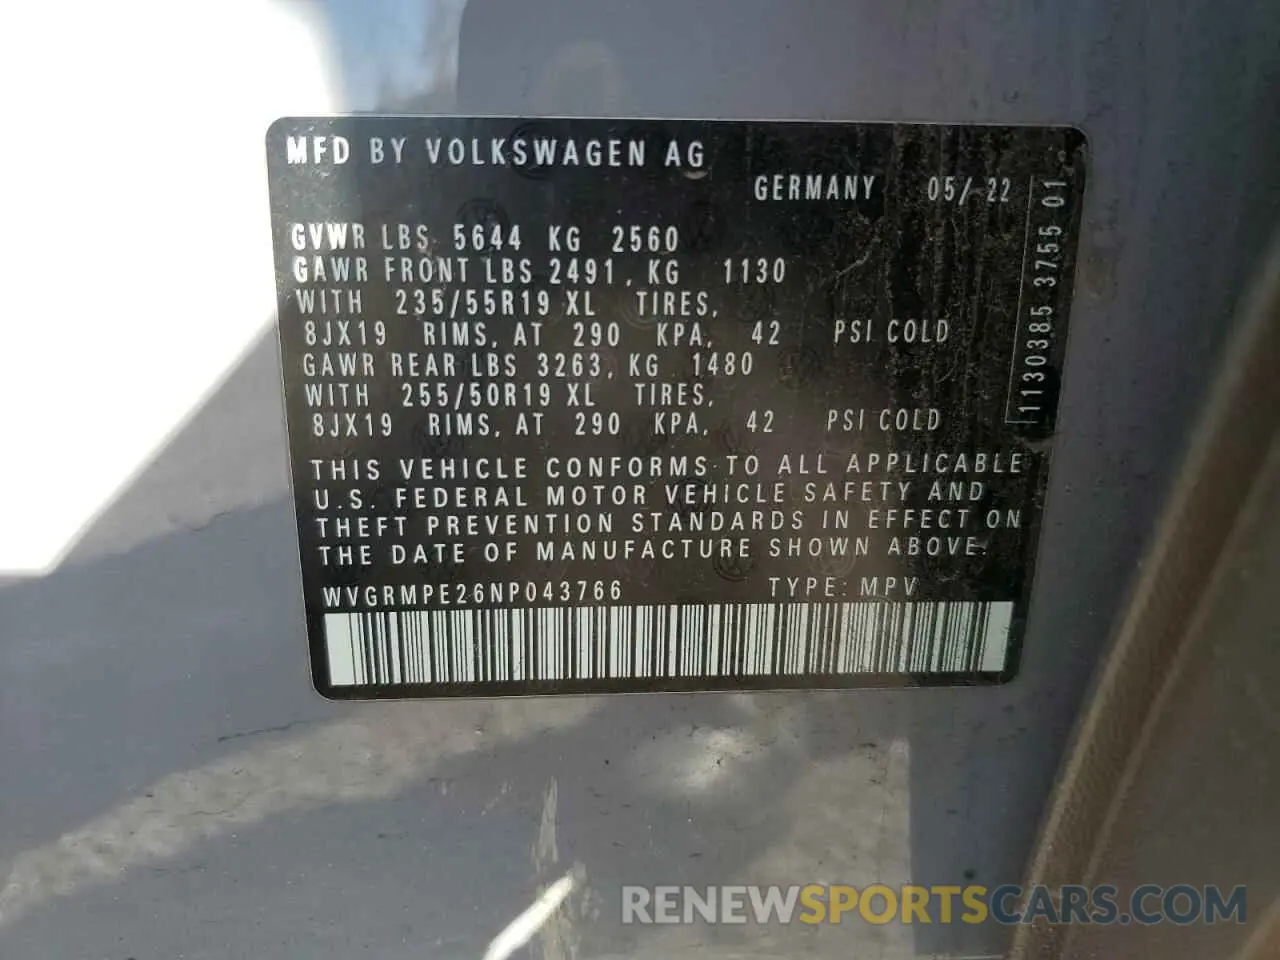 MFD BY VOLKSWAGEN AG
GERMANY 05/ 22
GVWR LBS 5644 KG 2560
GAWR FRONT LBS 2491, KG 1130
WITH 235/55R19 XL TIRES,
8JX19 RIMS, AT 290 KPA, 42 PSI COLD
GAWR REAR LBS 3263, KG 1480
WITH 255/50R19 XL TIRES,
8JX19 RIMS, AT 290 KPA, 42 PSI COLD
1130385 3755 01
THIS VEHICLE CONFORMS TO ALL APPLICABLE
U.S. FEDERAL MOTOR VEHICLE SAFETY AND
THEFT PREVENTION STANDARDS IN EFFECT ON
THE DATE OF MANUFACTURE SHOWN ABOVE.
WVGRMPE26NP043766 TYPE: MPV
RENEWSPORTSCARS.COM